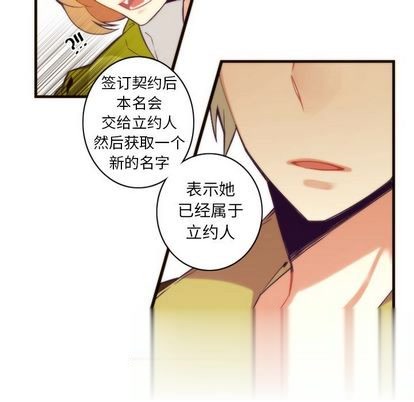 ?!!
签订契约后
本名会
交给立约人
然后获取一个
新的名字
表示她
已经属于
立约人